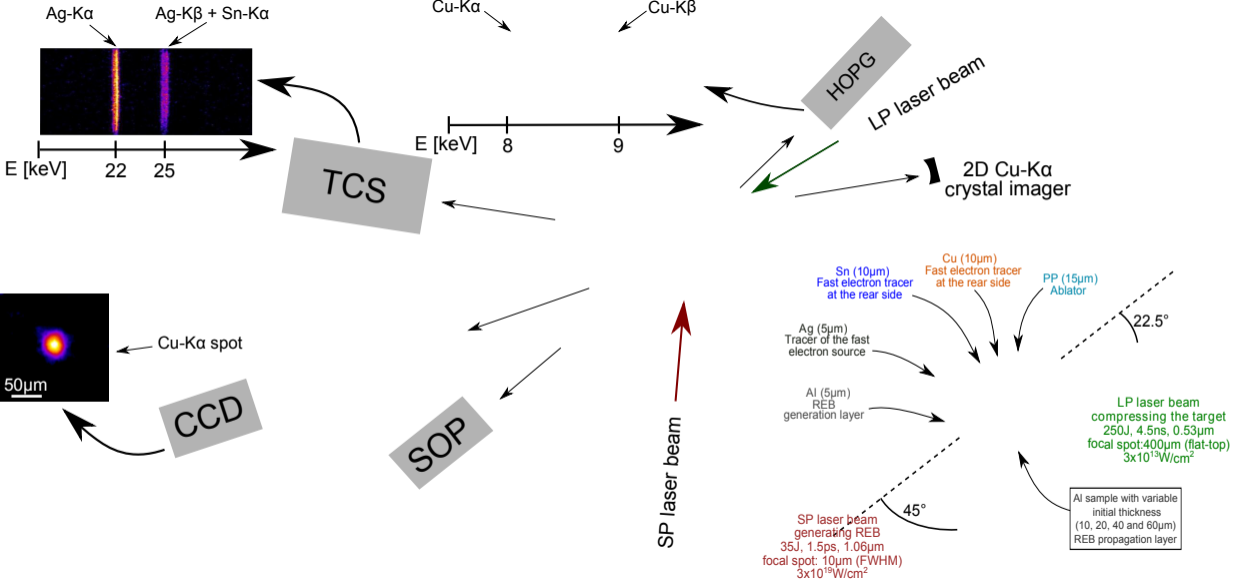 Ag-Kα
Ag-Kβ + Sn-Kα
E [keV]
22
25
TCS
Cu-Kα
Cu-Kβ
E [keV]
8
9
HOPG
LP laser beam
2D Cu-Kα
crystal imager
50µm
Cu-Kα spot
CCD
SOP
SP laser beam
Sn (10µm)
Fast electron tracer
at the rear side
Cu (10µm)
Fast electron tracer
at the rear side
PP (15µm)
Ablator
22.5°
Ag (5µm)
Tracer of the fast
electron source
Al (5µm)
REB
generation layer
LP laser beam
compressing the target
250J, 4.5ns, 0.53µm
focal spot:400µm (flat-top)
3x10¹³W/cm²
45°
SP laser beam
generating REB
35J, 1.5ps, 1.06µm
focal spot: 10µm (FWHM)
3x10¹⁹W/cm²
Al sample with variable
initial thickness
(10, 20, 40 and 60µm)
REB propagation layer